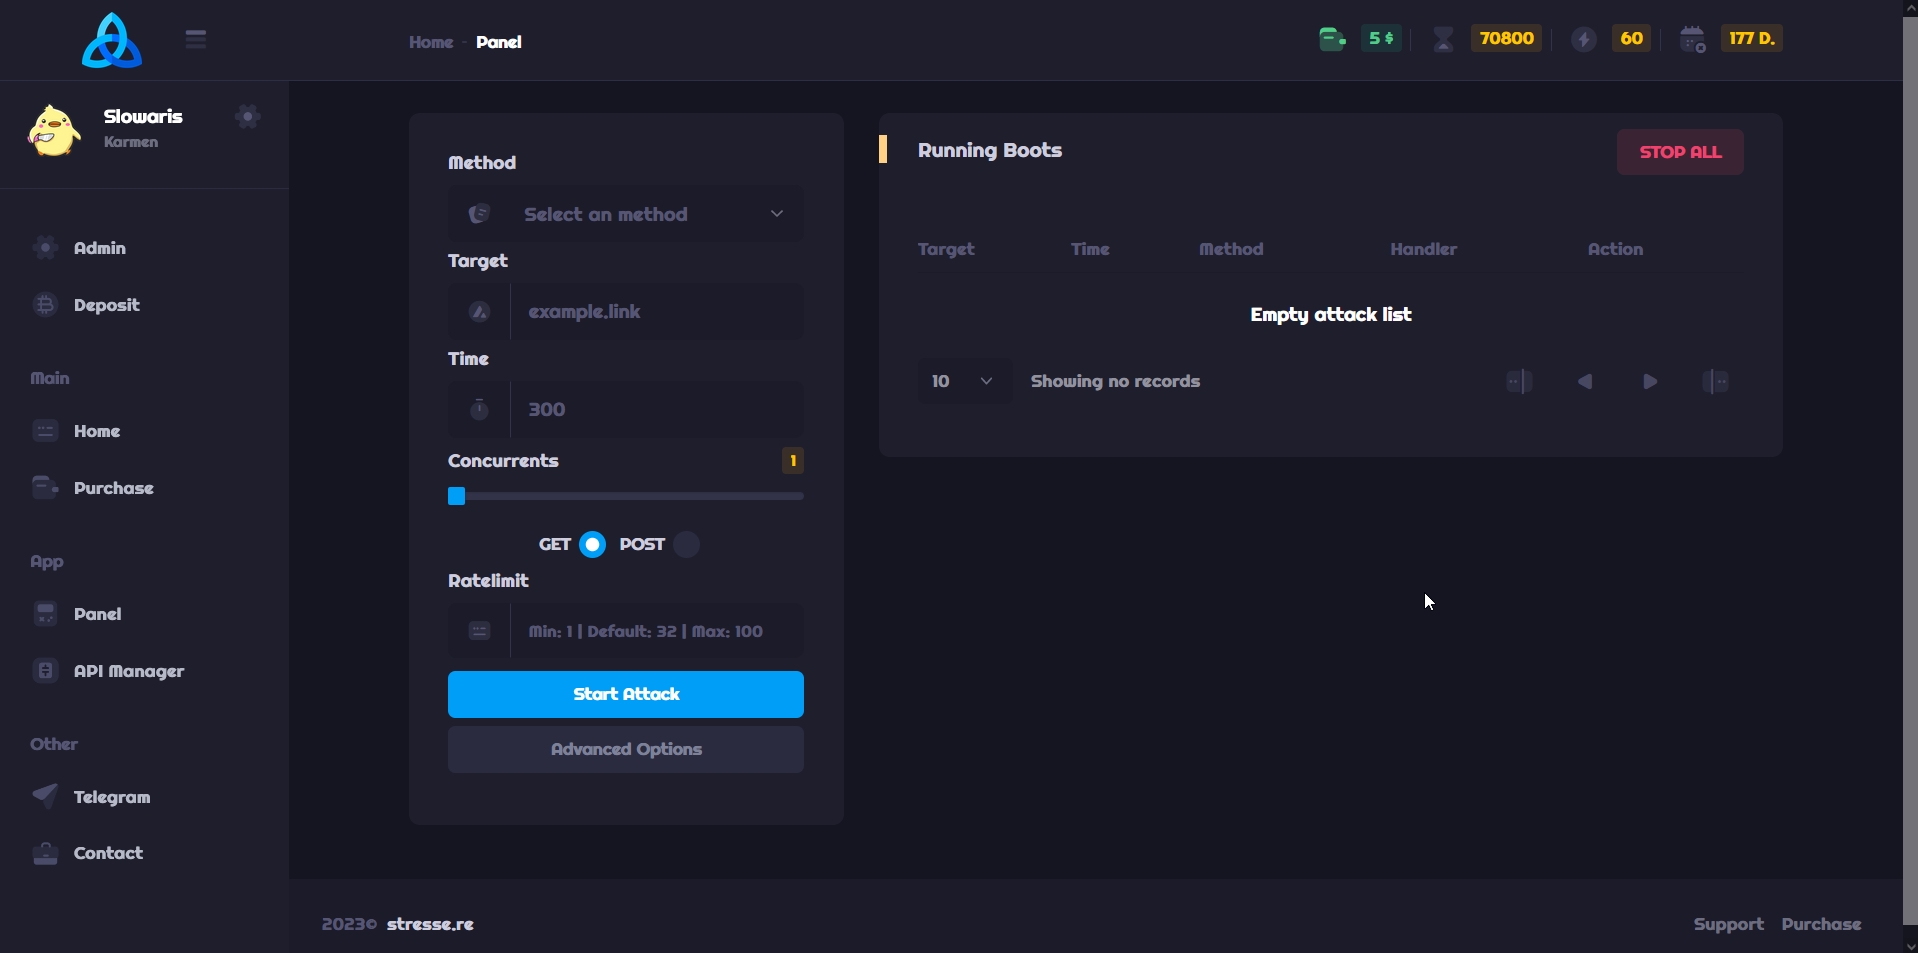 Home - Panel
5 $
70800
60
177 D.
Slowaris
Karmen
Admin
Deposit
Main
Home
Purchase
App
Panel
API Manager
Other
Telegram
Contact
Method
Select an method
Target
example.link
Time
300
Concurrents
1
GET POST
Ratelimit
Min: 1 | Default: 32 | Max: 100
Start Attack
Advanced Options
Running Boots
STOP ALL
Target Time Method Handler Action
Empty attack list
10 Showing no records
2023© stresse.re
Support Purchase